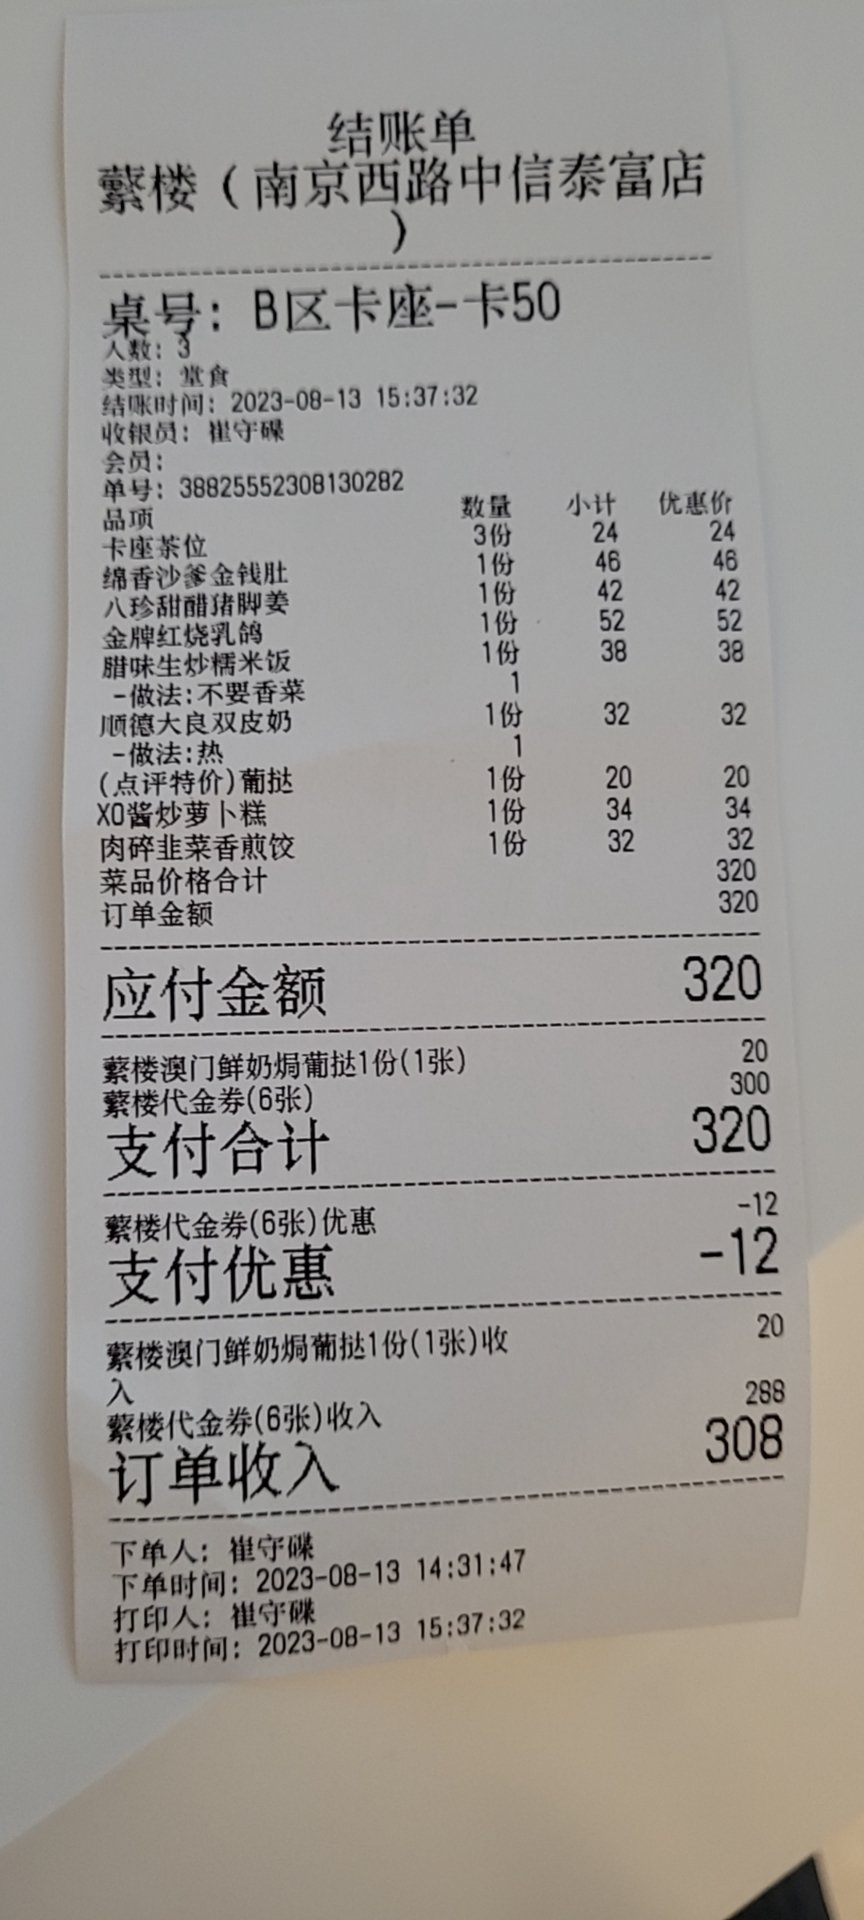 结账单
蘩楼（南京西路中信泰富店
）
桌号: B区卡座-卡50
人数: 3
类型: 堂食
结账时间: 2023-08-13 15:37:32
收银员: 崔守碟
会员:
单号: 38825552308130282
品项 数量 小计 优惠价
卡座茶位 3份 24 24
绵香沙爹金钱肚 1份 46 46
八珍甜醋猪脚姜 1份 42 42
金牌红烧乳鸽 1份 52 52
腊味生炒糯米饭 1份 38 38
-做法:不要香菜 1
顺德大良双皮奶 1份 32 32
-做法:热 1
(点评特价)葡挞 1份 20 20
XO酱炒萝卜糕 1份 34 34
肉碎韭菜香煎饺 1份 32 32
菜品价格合计 320
订单金额 320
应付金额 320
蘩楼澳门鲜奶焗葡挞1份(1张) 20
蘩楼代金券(6张) 300
支付合计 320
蘩楼代金券(6张)优惠 -12
支付优惠 -12
蘩楼澳门鲜奶焗葡挞1份(1张)收 20
入
蘩楼代金券(6张)收入 288
订单收入 308
下单人: 崔守碟
下单时间: 2023-08-13 14:31:47
打印人: 崔守碟
打印时间: 2023-08-13 15:37:32